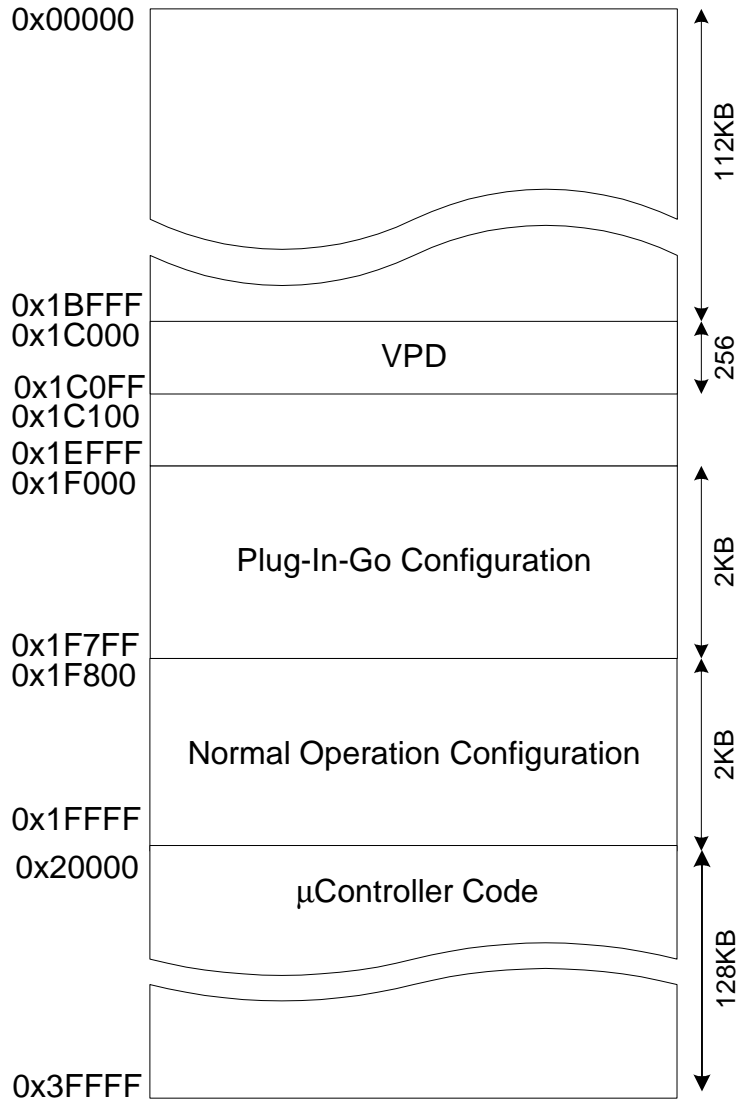 0x00000
112KB
0x1BFFF
0x1C000
VPD
256
0x1C0FF
0x1C100
0x1EFFF
0x1F000
Plug-In-Go Configuration
2KB
0x1F7FF
0x1F800
Normal Operation Configuration
2KB
0x1FFFF
0x20000
μController Code
128KB
0x3FFFF